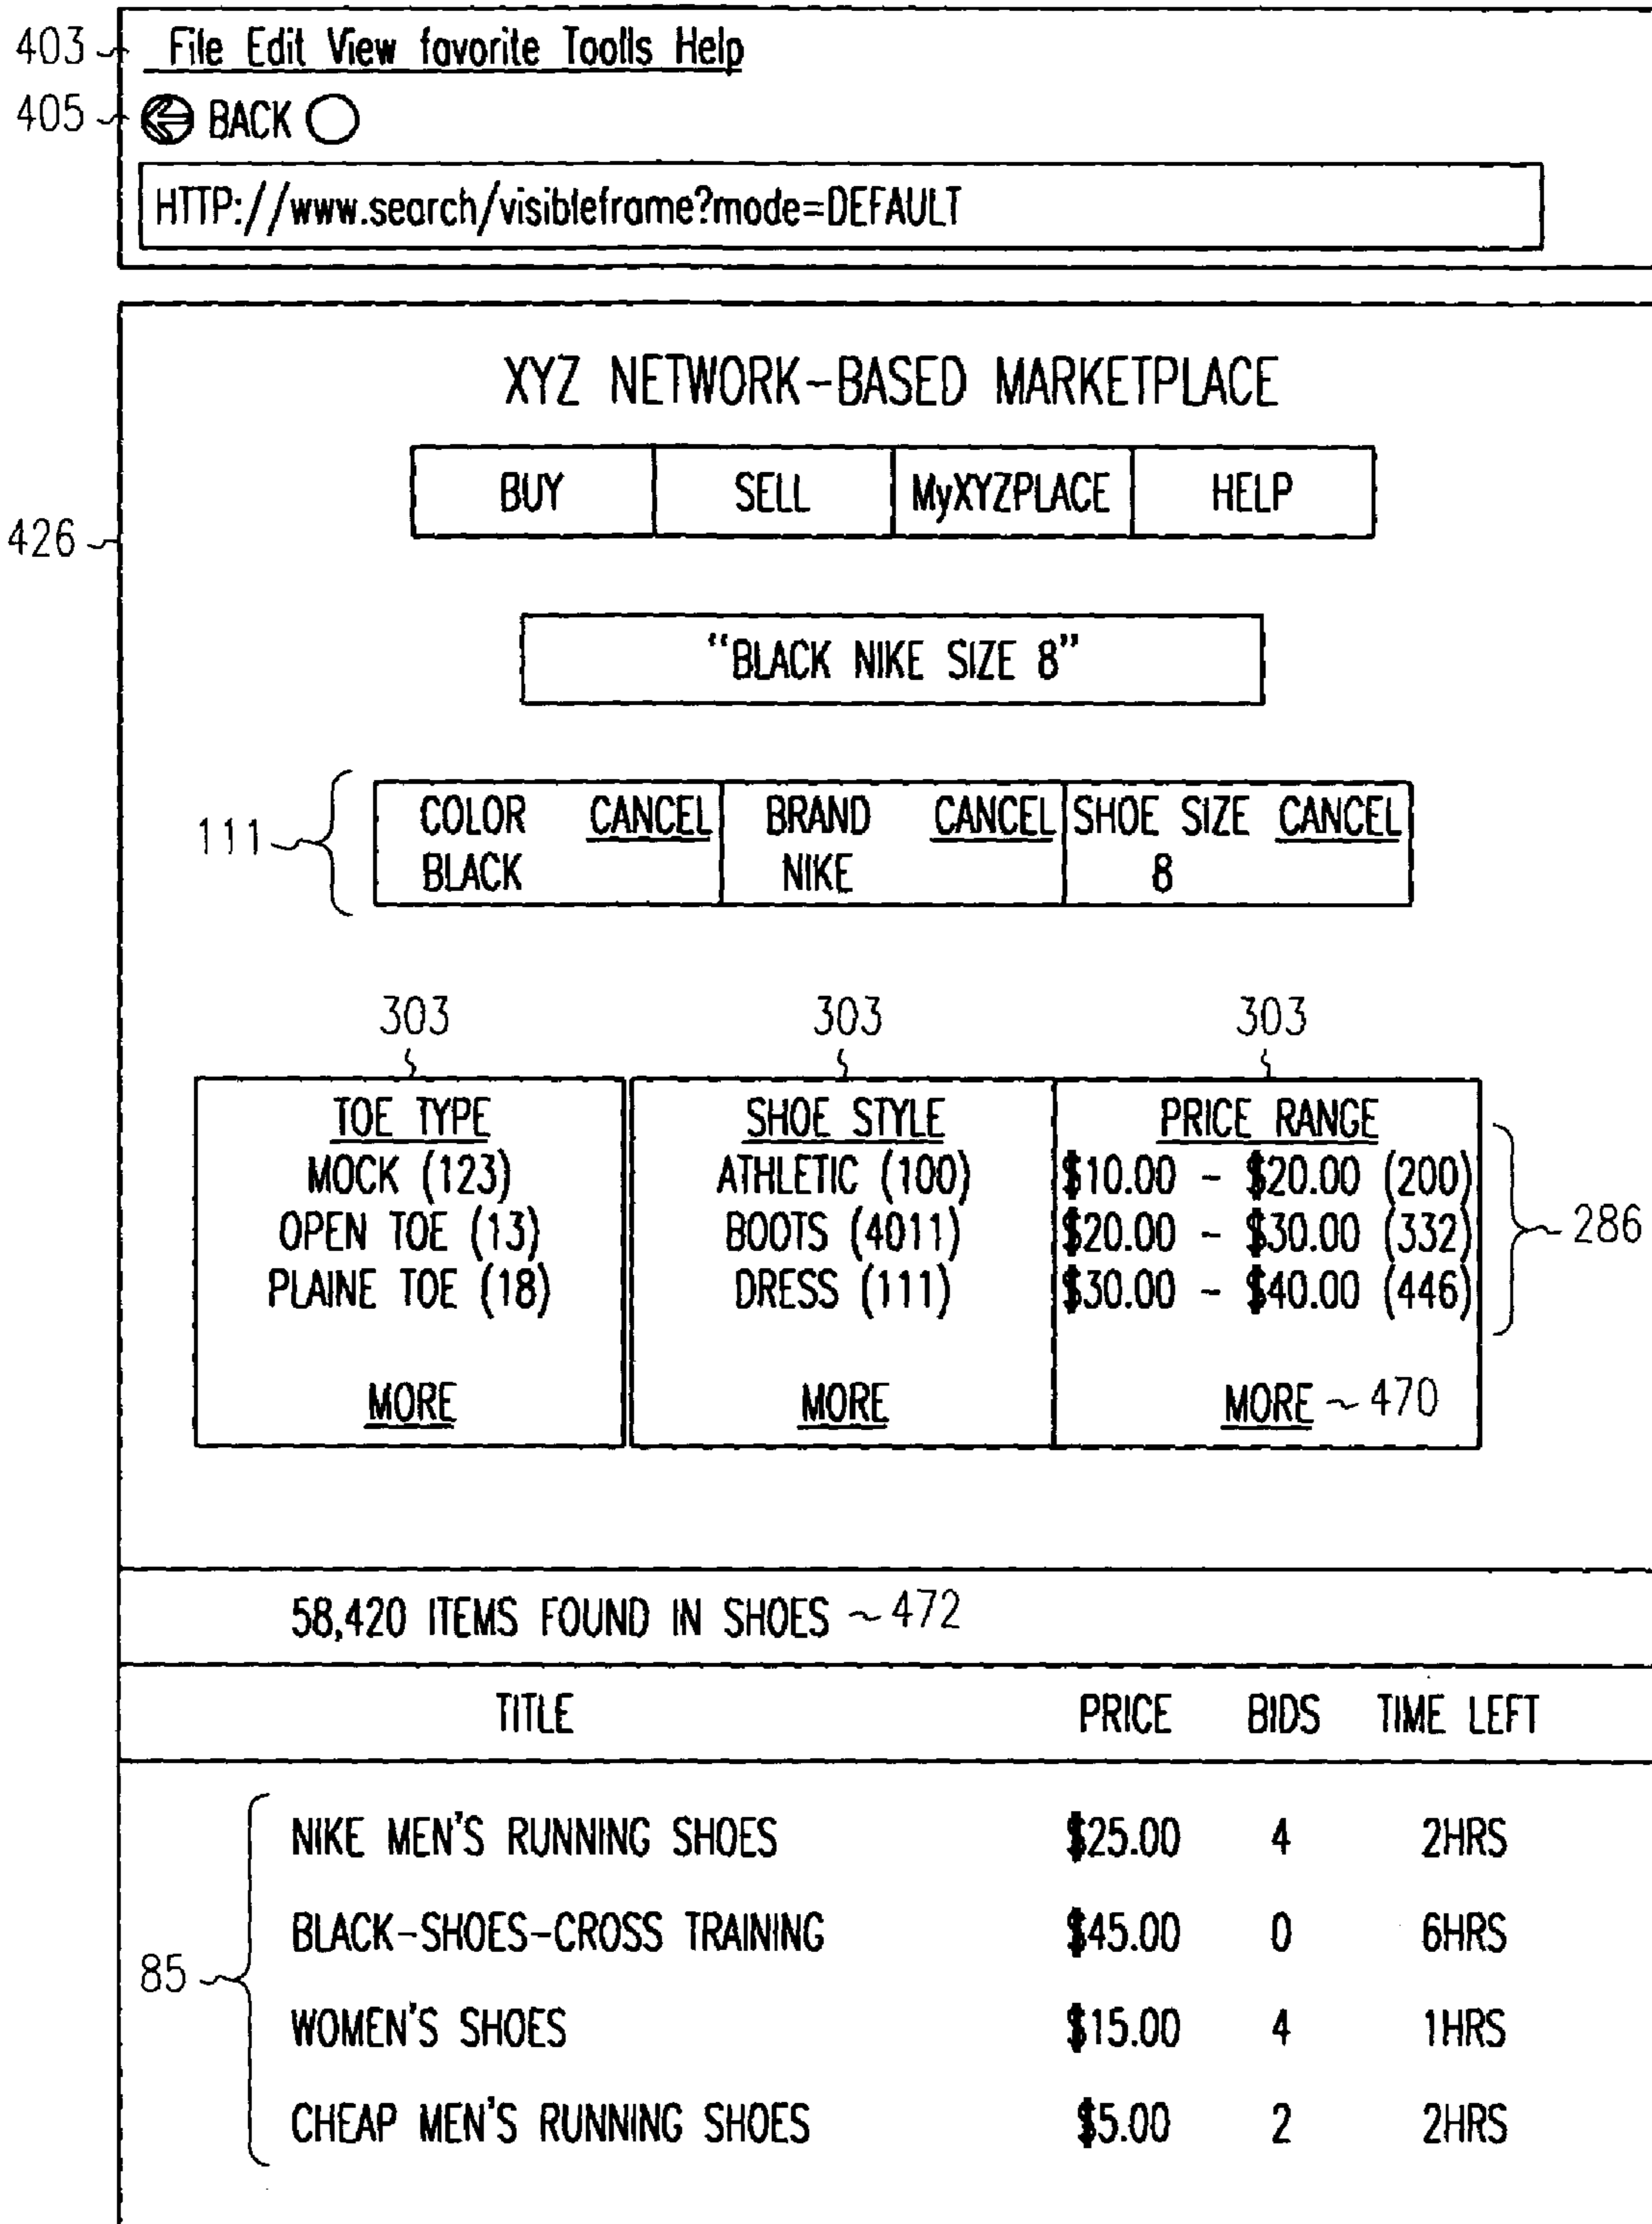 403 File Edit View favorite Toolls Help
405 BACK
HTTP://www.search/visibleframe?mode=DEFAULT
XYZ NETWORK-BASED MARKETPLACE
BUY SELL MyXYZPLACE HELP
426
"BLACK NIKE SIZE 8"
COLOR CANCEL BRAND CANCEL SHOE SIZE CANCEL
111
BLACK NIKE 8
303 303 303
TOE TYPE SHOE STYLE PRICE RANGE
MOCK (123) ATHLETIC (100) $10.00 - $20.00 (200)
OPEN TOE (13) BOOTS (4011) $20.00 - $30.00 (332) 286
PLAINE TOE (18) DRESS (111) $30.00 - $40.00 (446)
MORE MORE MORE ~ 470
58,420 ITEMS FOUND IN SHOES ~ 472
TITLE PRICE BIDS TIME LEFT
NIKE MEN'S RUNNING SHOES $25.00 4 2HRS
BLACK-SHOES-CROSS TRAINING $45.00 0 6HRS
85
WOMEN'S SHOES $15.00 4 1HRS
CHEAP MEN'S RUNNING SHOES $5.00 2 2HRS